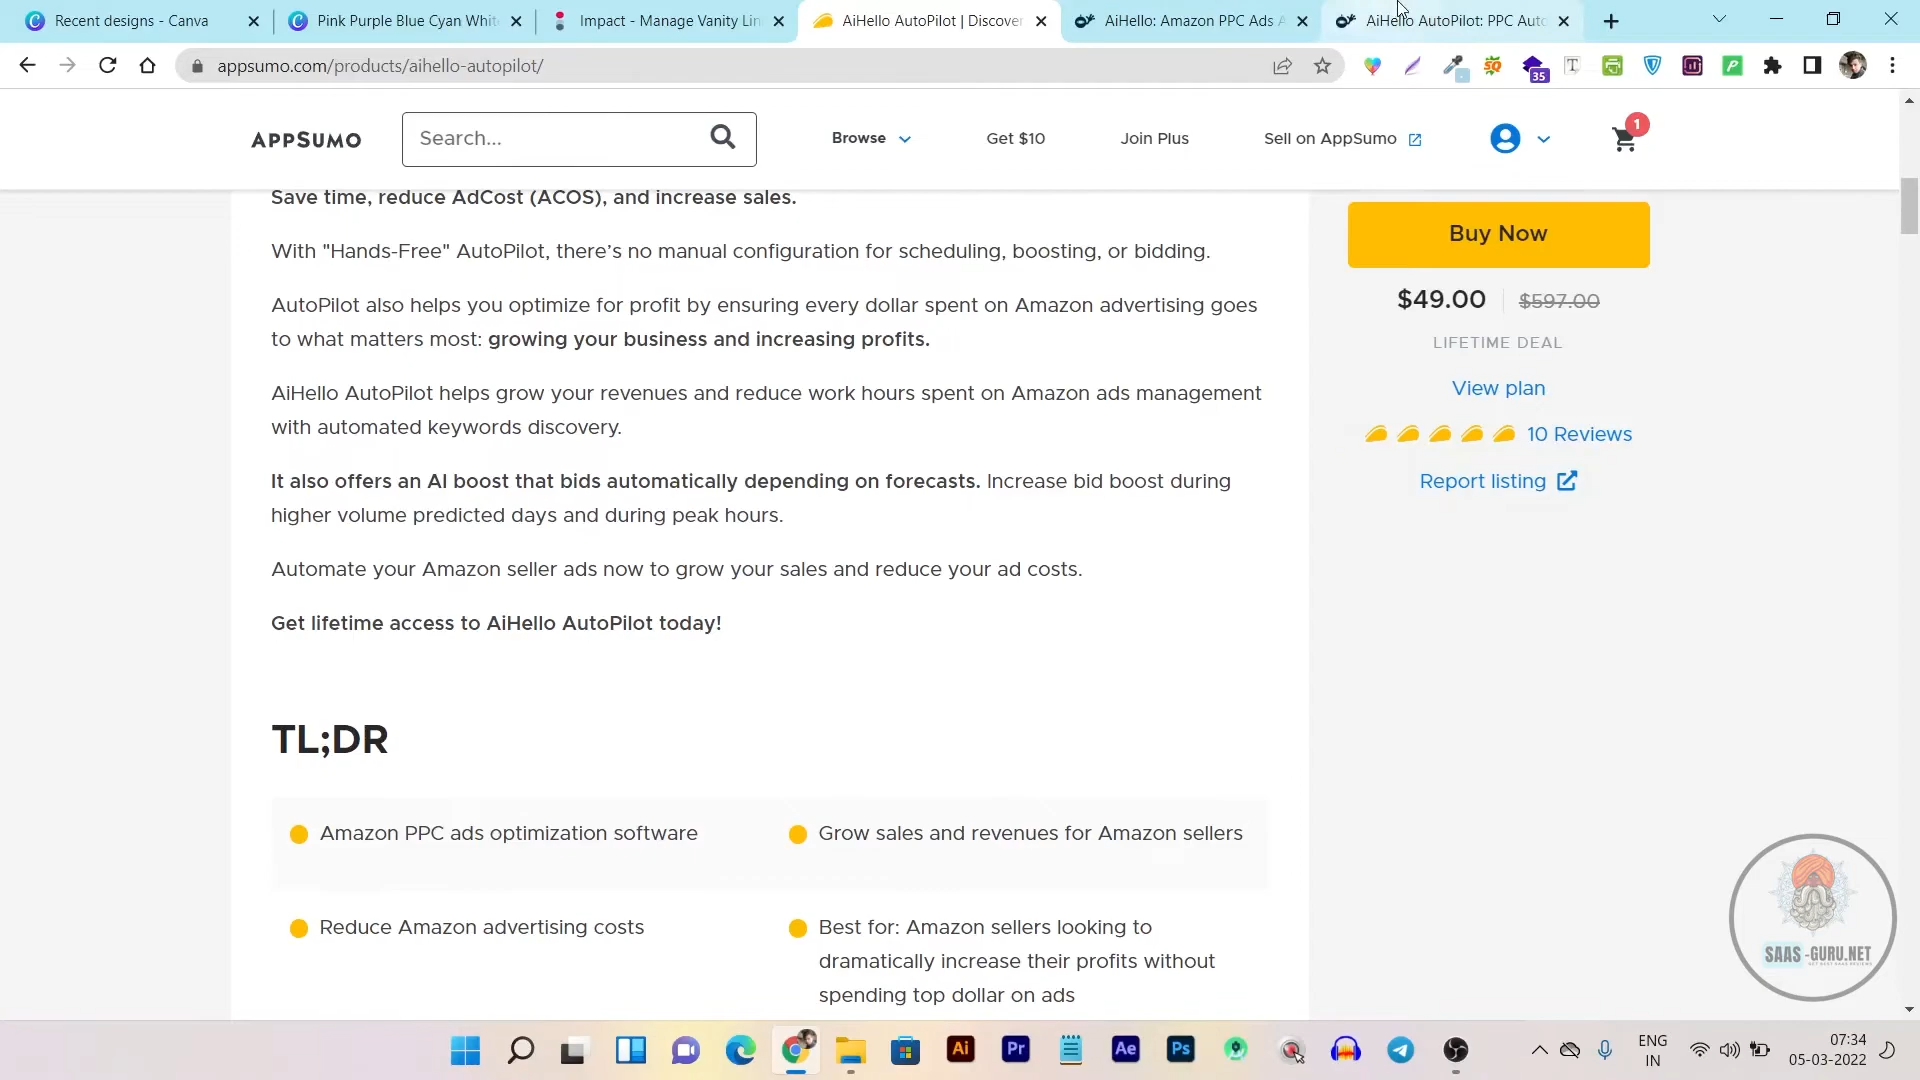 Recent designs - Canva
Pink Purple Blue Cyan Whit
Impact - Manage Vanity Lin
AiHello AutoPilot | Discover
AiHello: Amazon PPC Ads A
AiHello AutoPilot: PPC Auto
appsumo.com/products/aihello-autopilot/
35
APPSUMO
Search...
Browse
Get $10
Join Plus
Sell on AppSumo
1
Save time, reduce AdCost (ACOS), and increase sales.
With "Hands-Free" AutoPilot, there’s no manual configuration for scheduling, boosting, or bidding.
AutoPilot also helps you optimize for profit by ensuring every dollar spent on Amazon advertising goes
to what matters most: growing your business and increasing profits.
AiHello AutoPilot helps grow your revenues and reduce work hours spent on Amazon ads management
with automated keywords discovery.
It also offers an AI boost that bids automatically depending on forecasts. Increase bid boost during
higher volume predicted days and during peak hours.
Automate your Amazon seller ads now to grow your sales and reduce your ad costs.
Get lifetime access to AiHello AutoPilot today!
Buy Now
$49.00 $597.00
LIFETIME DEAL
View plan
10 Reviews
Report listing
TL;DR
Amazon PPC ads optimization software
Grow sales and revenues for Amazon sellers
Reduce Amazon advertising costs
Best for: Amazon sellers looking to
dramatically increase their profits without
spending top dollar on ads
SAAS-GURU.NET
Ai
Pr
Ae
Ps
ENG
IN
07:34
05-03-2022